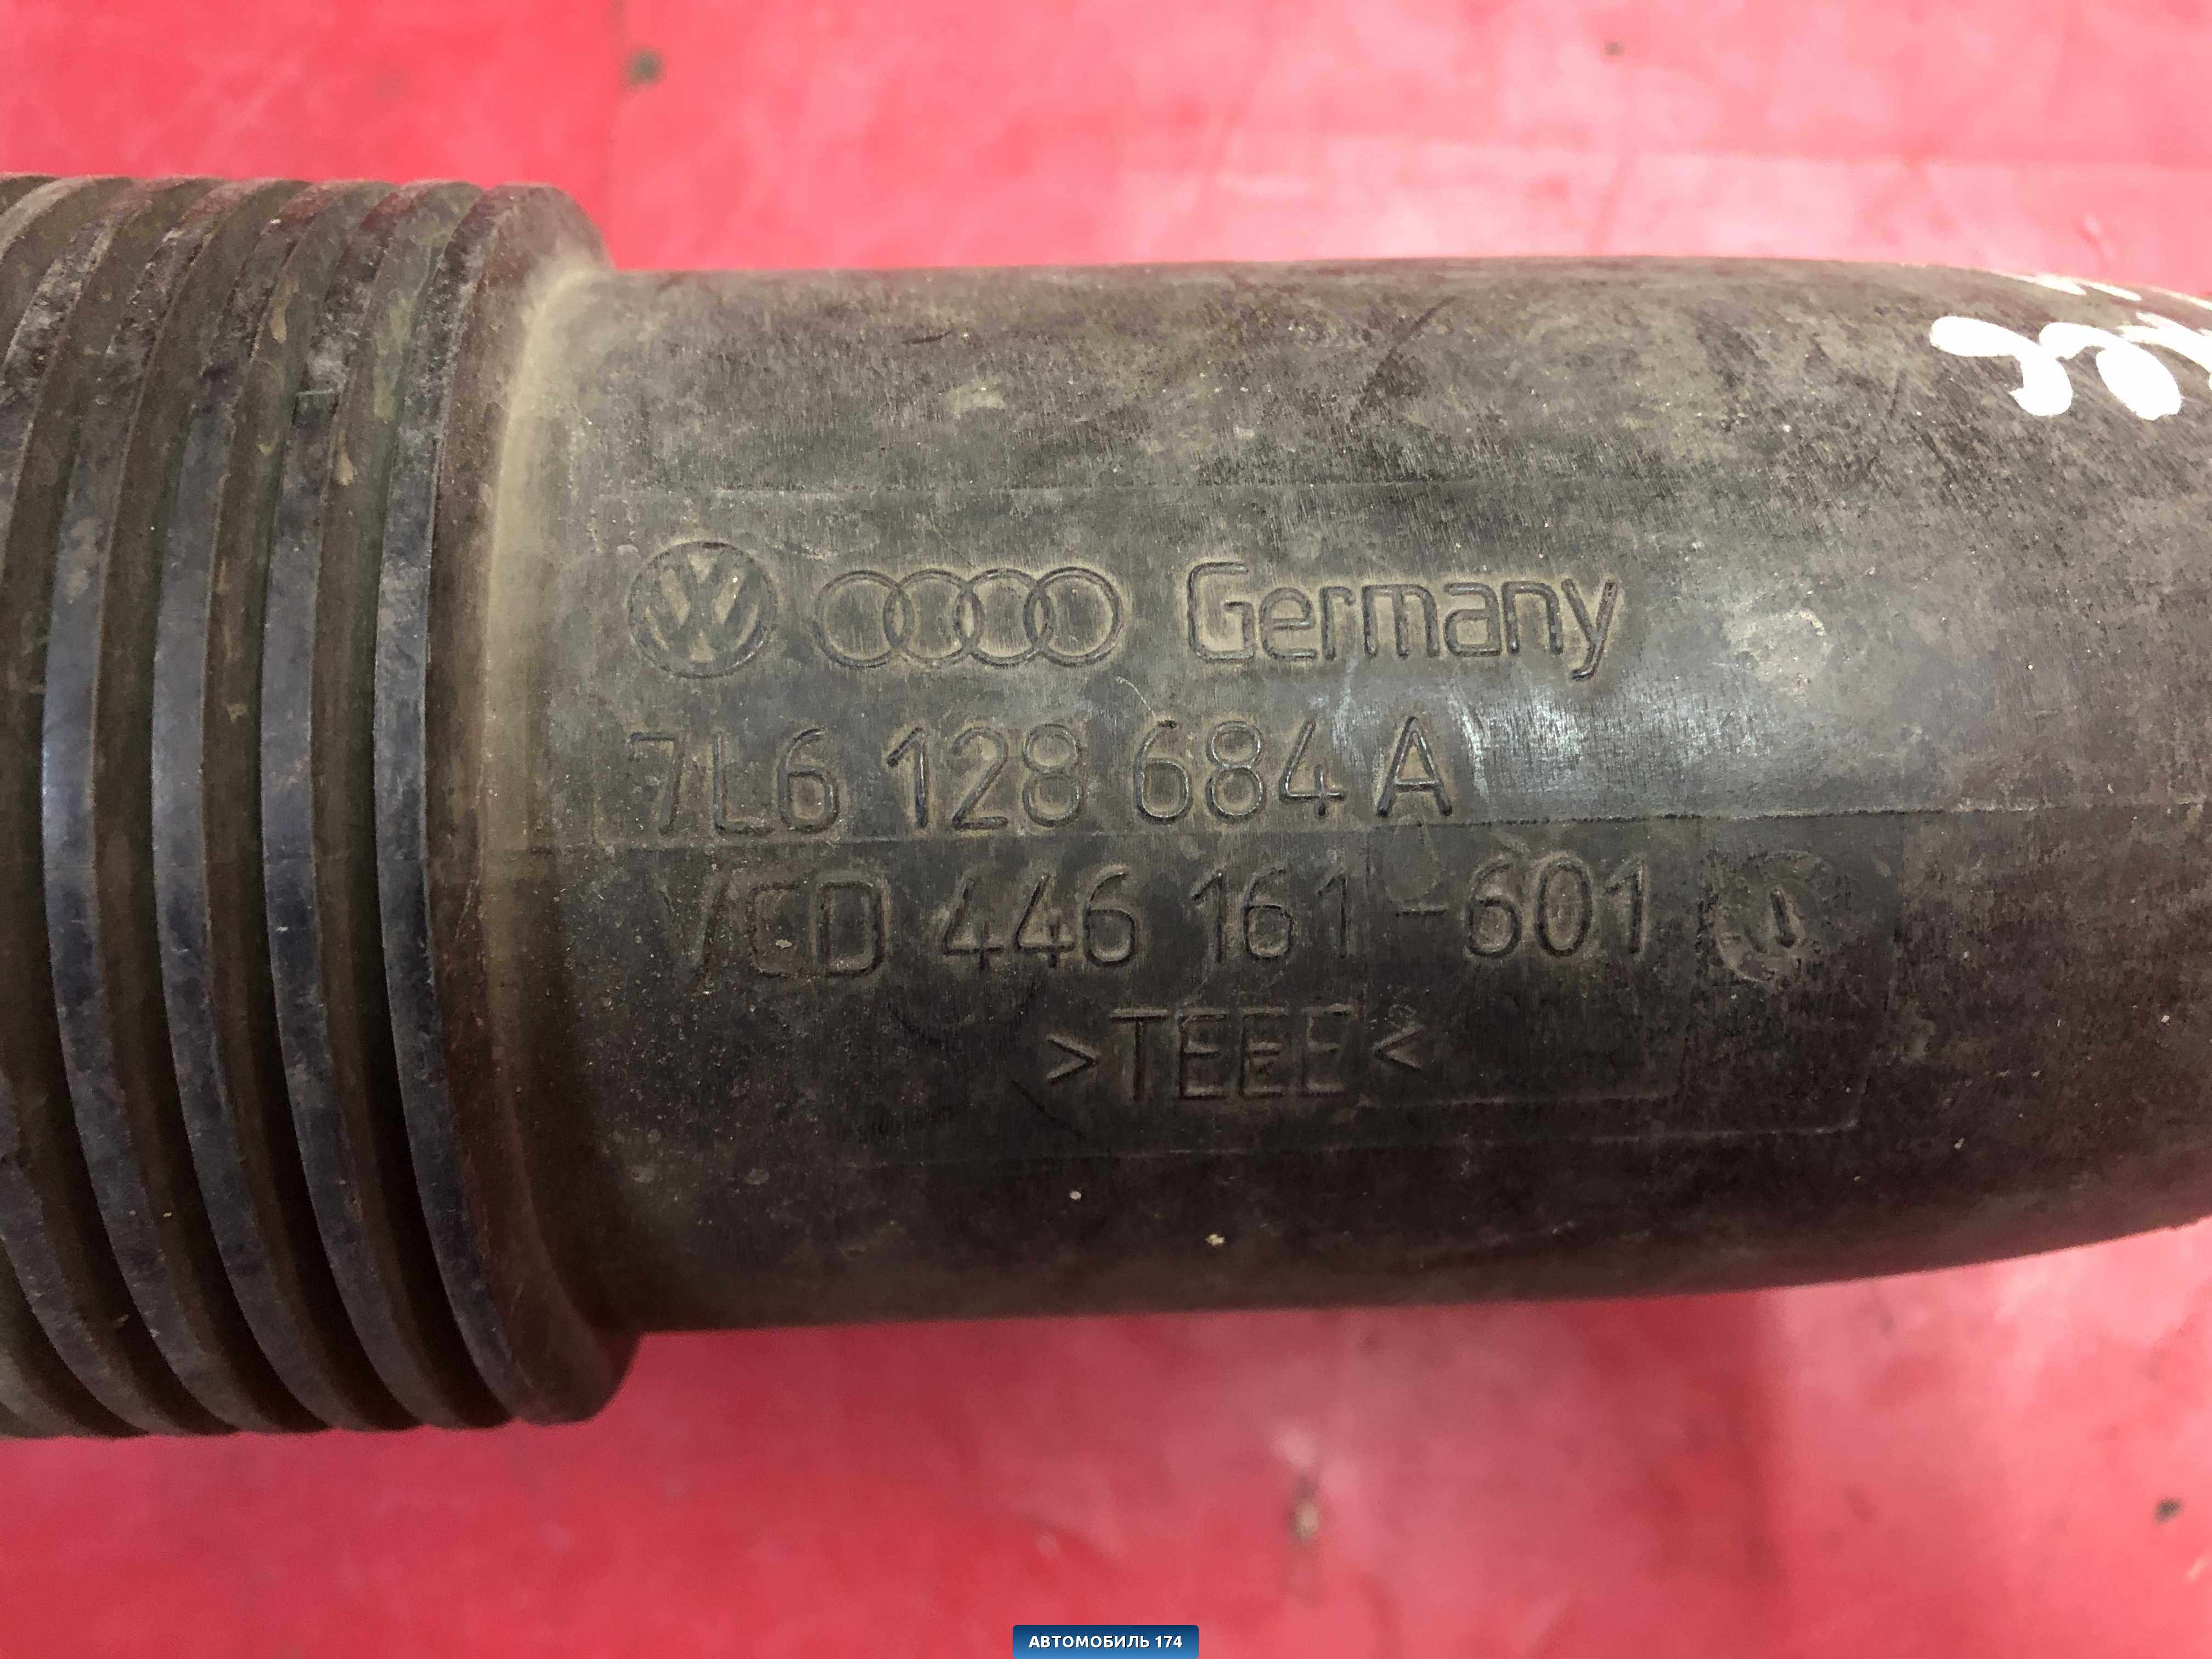 Germany
7L6 128 684 A
VCD 446 161-601
>TEEE<
АВТОМОБИЛЬ 174